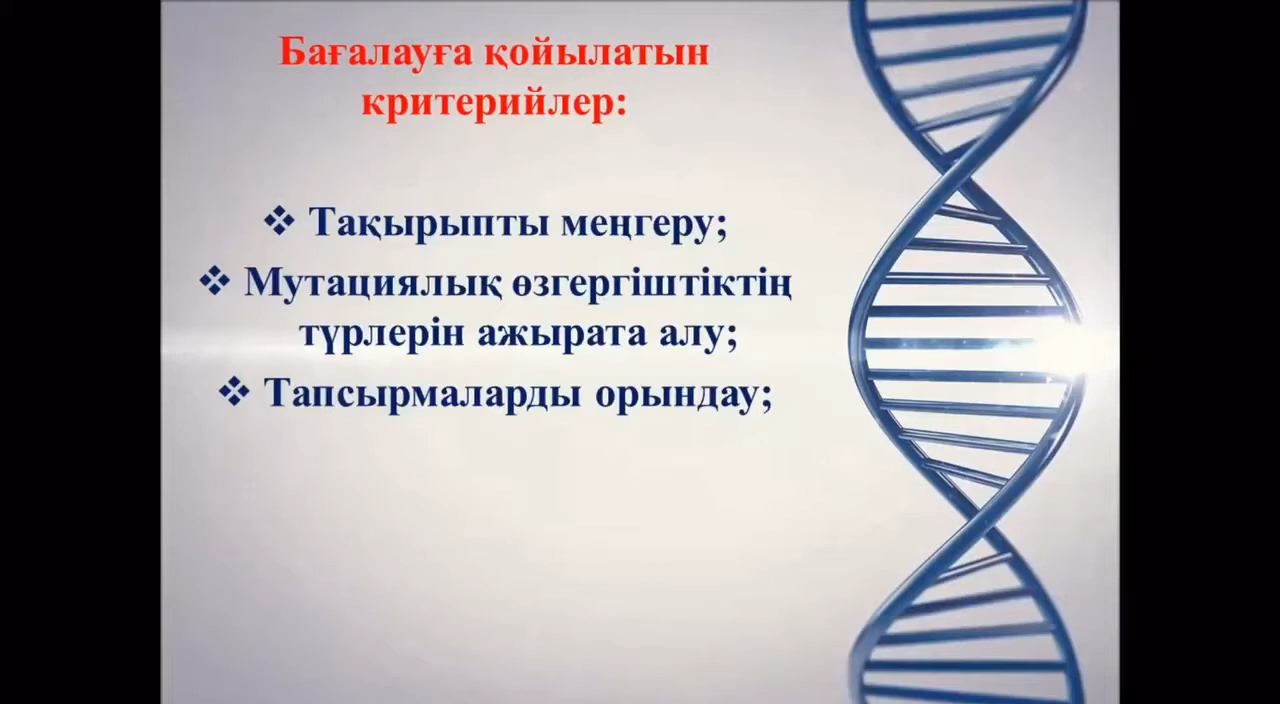 Бағалауға қойылатын
критерийлер:
❖ Тақырыпты меңгеру;
❖ Мутациялық өзгергіштіктің
түрлерін ажырата алу;
❖ Тапсырмаларды орындау;